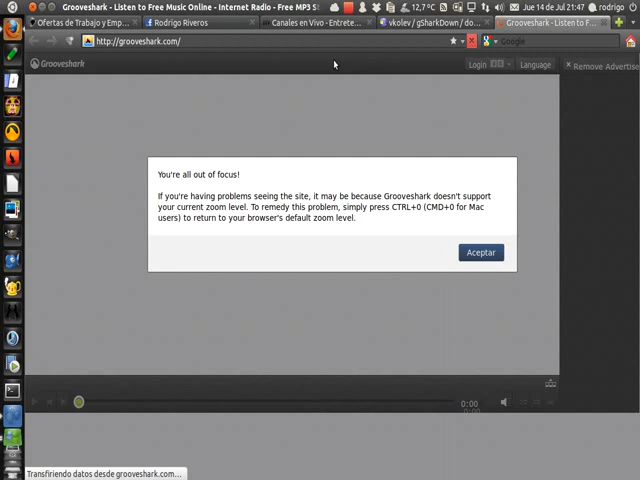 Grooveshark - Listen to Free Music Online - Internet Radio - Free MP3 St
12,7 °C
Jue 14 de Jul 21:47
rodrigo
Ofertas de Trabajo y Emp...
Rodrigo Riveros
Canales en Vivo - Entrete...
vkolev / gSharkDown / do...
Grooveshark - Listen to F...
http://grooveshark.com/
Google
Grooveshark
Login
Language
Remove Advertise
You're all out of focus!
If you're having problems seeing the site, it may be because Grooveshark doesn't support
your current zoom level. To remedy this problem, simply press CTRL+0 (CMD+0 for Mac
users) to return to your browser's default zoom level.
Aceptar
0:00
0:00
Transfiriendo datos desde grooveshark.com...